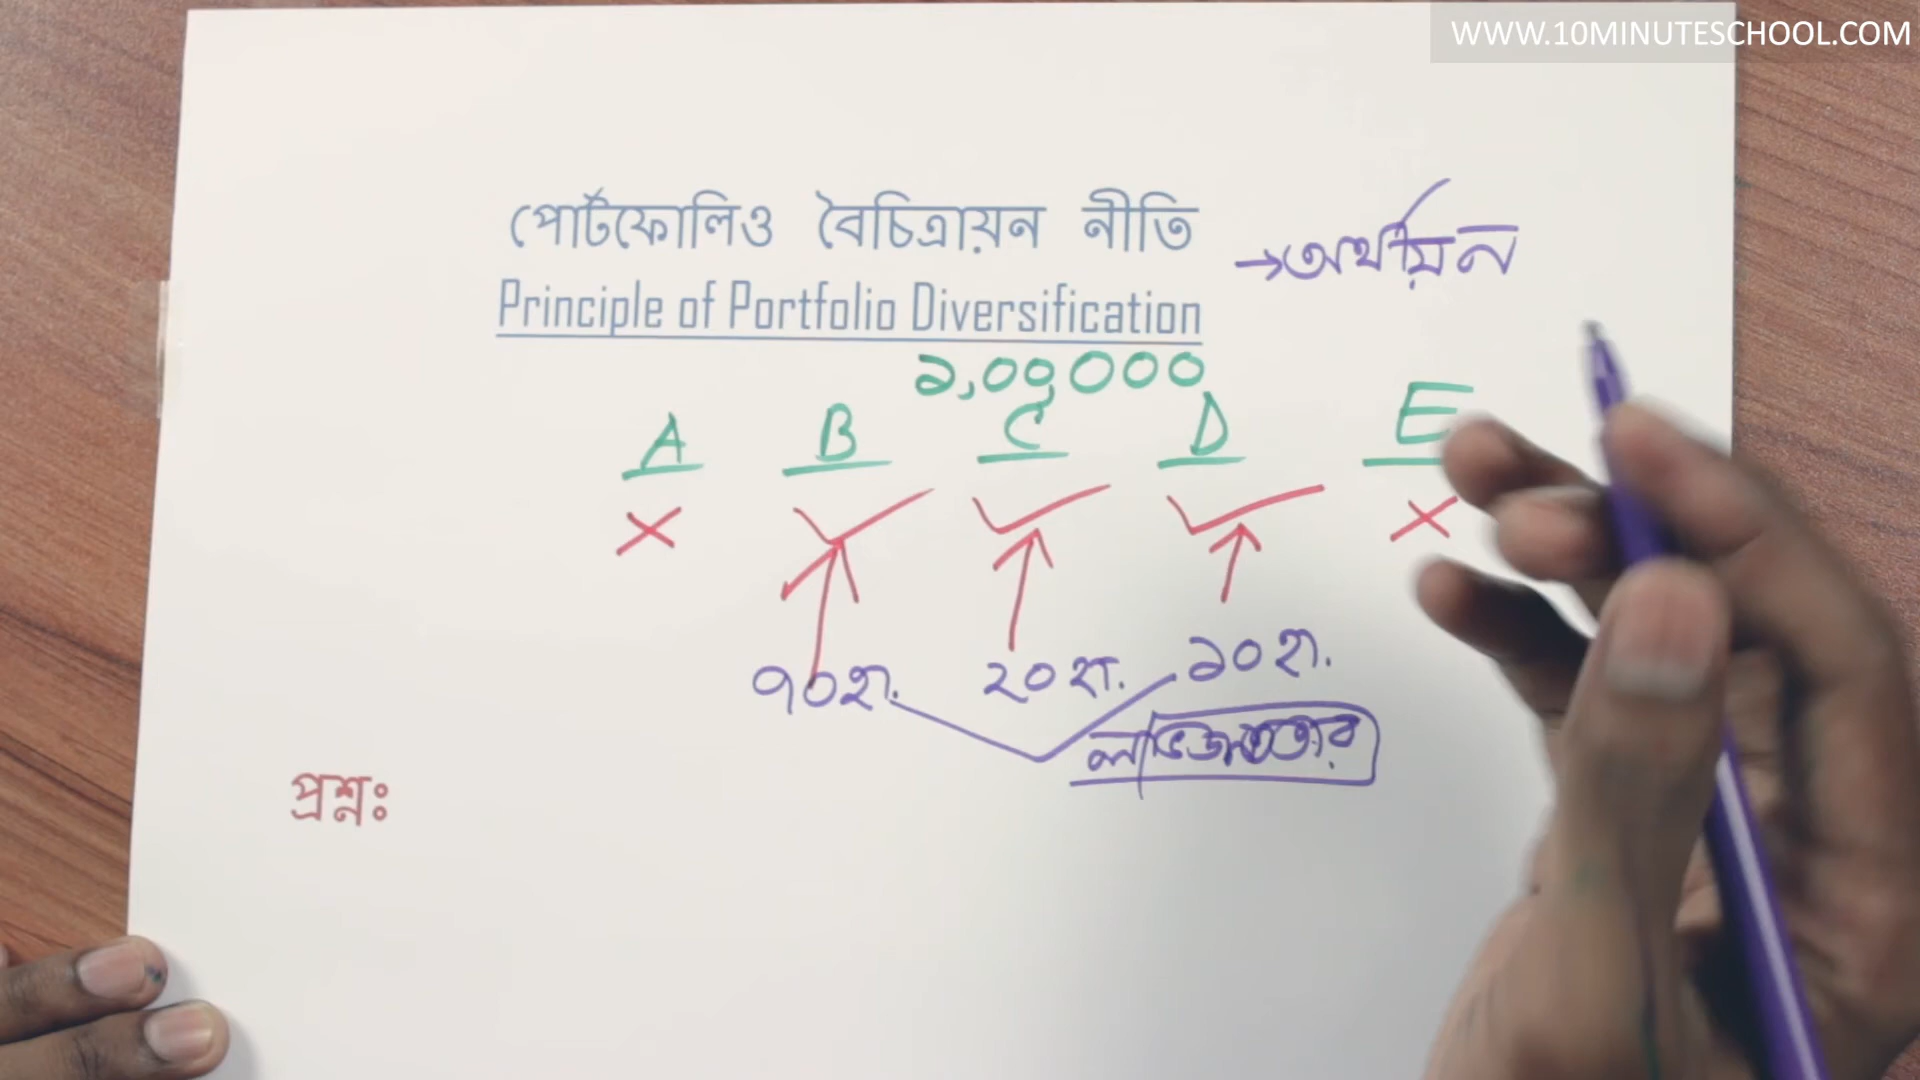 WWW.10MINUTESCHOOL.COM
পোর্টফোলিও বৈচিত্রায়ন নীতি
→অর্থায়ন
Principle of Portfolio Diversification
১,০০,০০০
A B C D E
৭০হা. ২০হা. ১০হা.
প্রশ্নঃ